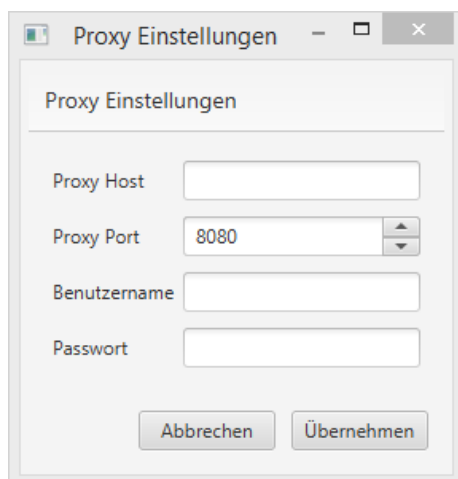 Proxy Einstellungen
Proxy Einstellungen
Proxy Host
Proxy Port 8080
Benutzername
Passwort
Abbrechen Übernehmen